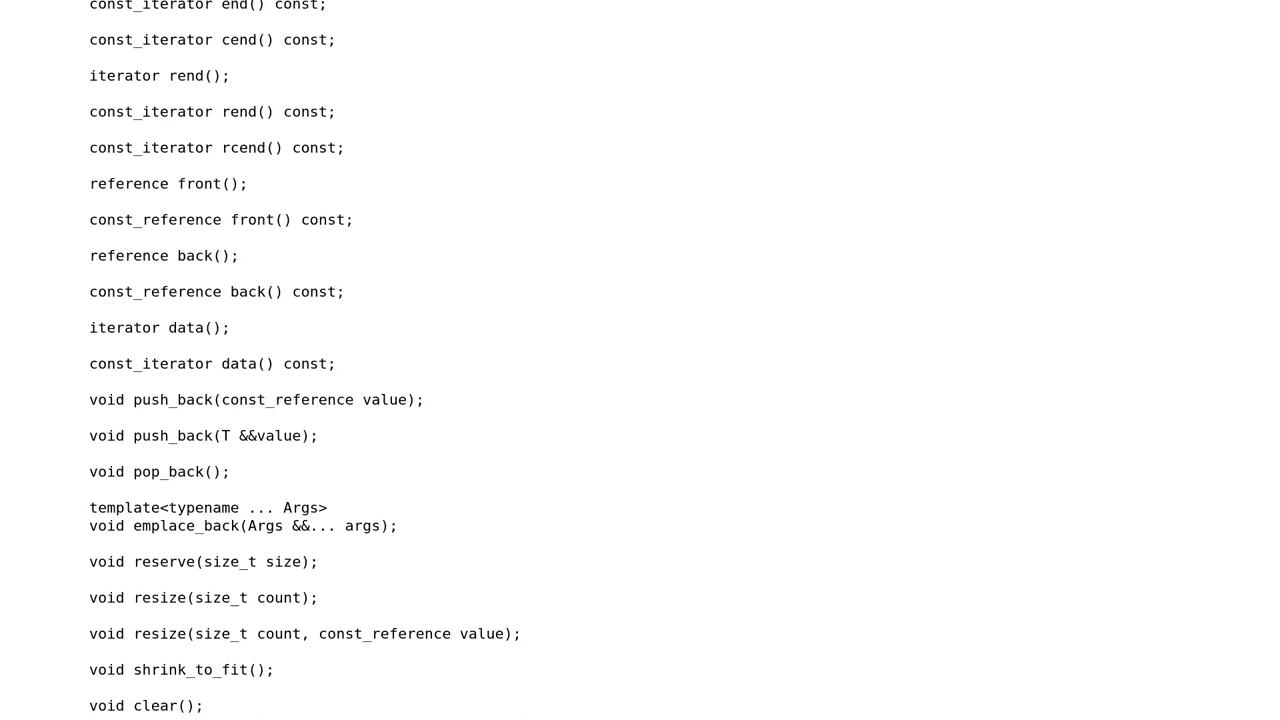 const_iterator end() const;
const_iterator cend() const;
iterator rend();
const_iterator rend() const;
const_iterator rcend() const;
reference front();
const_reference front() const;
reference back();
const_reference back() const;
iterator data();
const_iterator data() const;
void push_back(const_reference value);
void push_back(T &&value);
void pop_back();
template<typename ... Args>
void emplace_back(Args &&... args);
void reserve(size_t size);
void resize(size_t count);
void resize(size_t count, const_reference value);
void shrink_to_fit();
void clear();